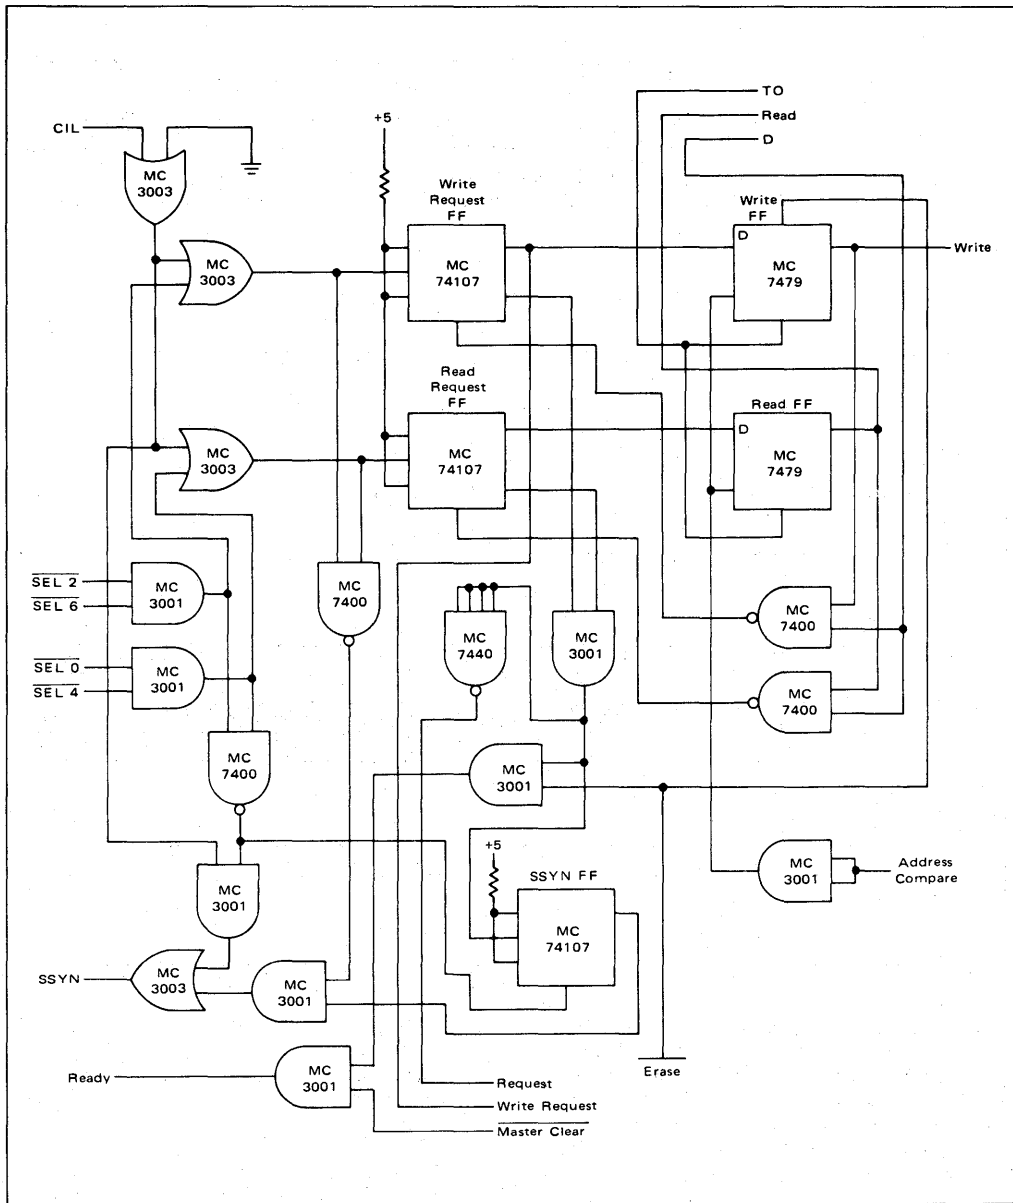 TO
Read
D
CIL
+5
MC
3003
Write
Request
FF
Write
FF
D
MC
3003
MC
74107
MC
7479
Write
Read
Request
FF
Read FF
D
MC
3003
MC
74107
MC
7479
SEL 2
SEL 6
MC
3001
MC
7400
MC
7440
MC
3001
MC
7400
SEL 0
SEL 4
MC
3001
MC
7400
MC
7400
MC
3001
+5
SSYN FF
MC
3001
Address
Compare
MC
3001
MC
74107
SSYN
MC
3003
MC
3001
Erase
Ready
MC
3001
Request
Write Request
Master Clear